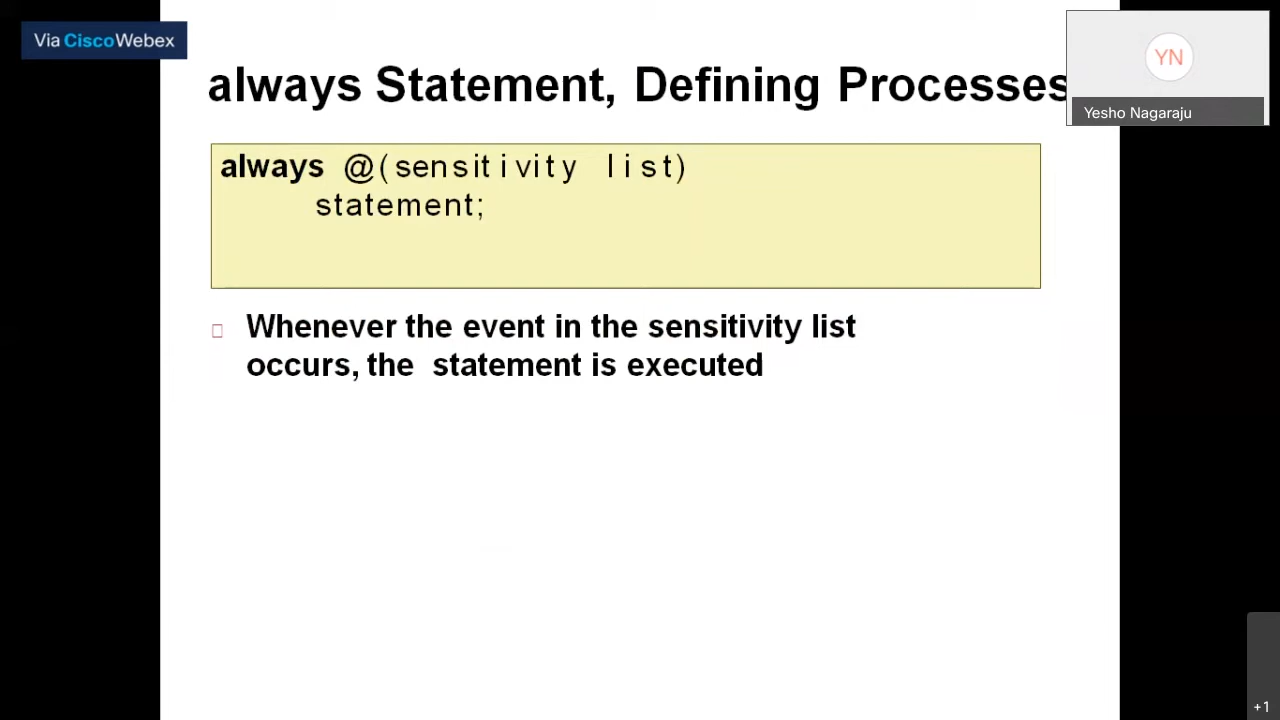 Via CiscoWebex
YN
Yesho Nagaraju
always Statement, Defining Processes
always @(sensitivity list)
statement;
Whenever the event in the sensitivity list
occurs, the statement is executed
+1